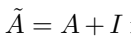 Ã = A + I